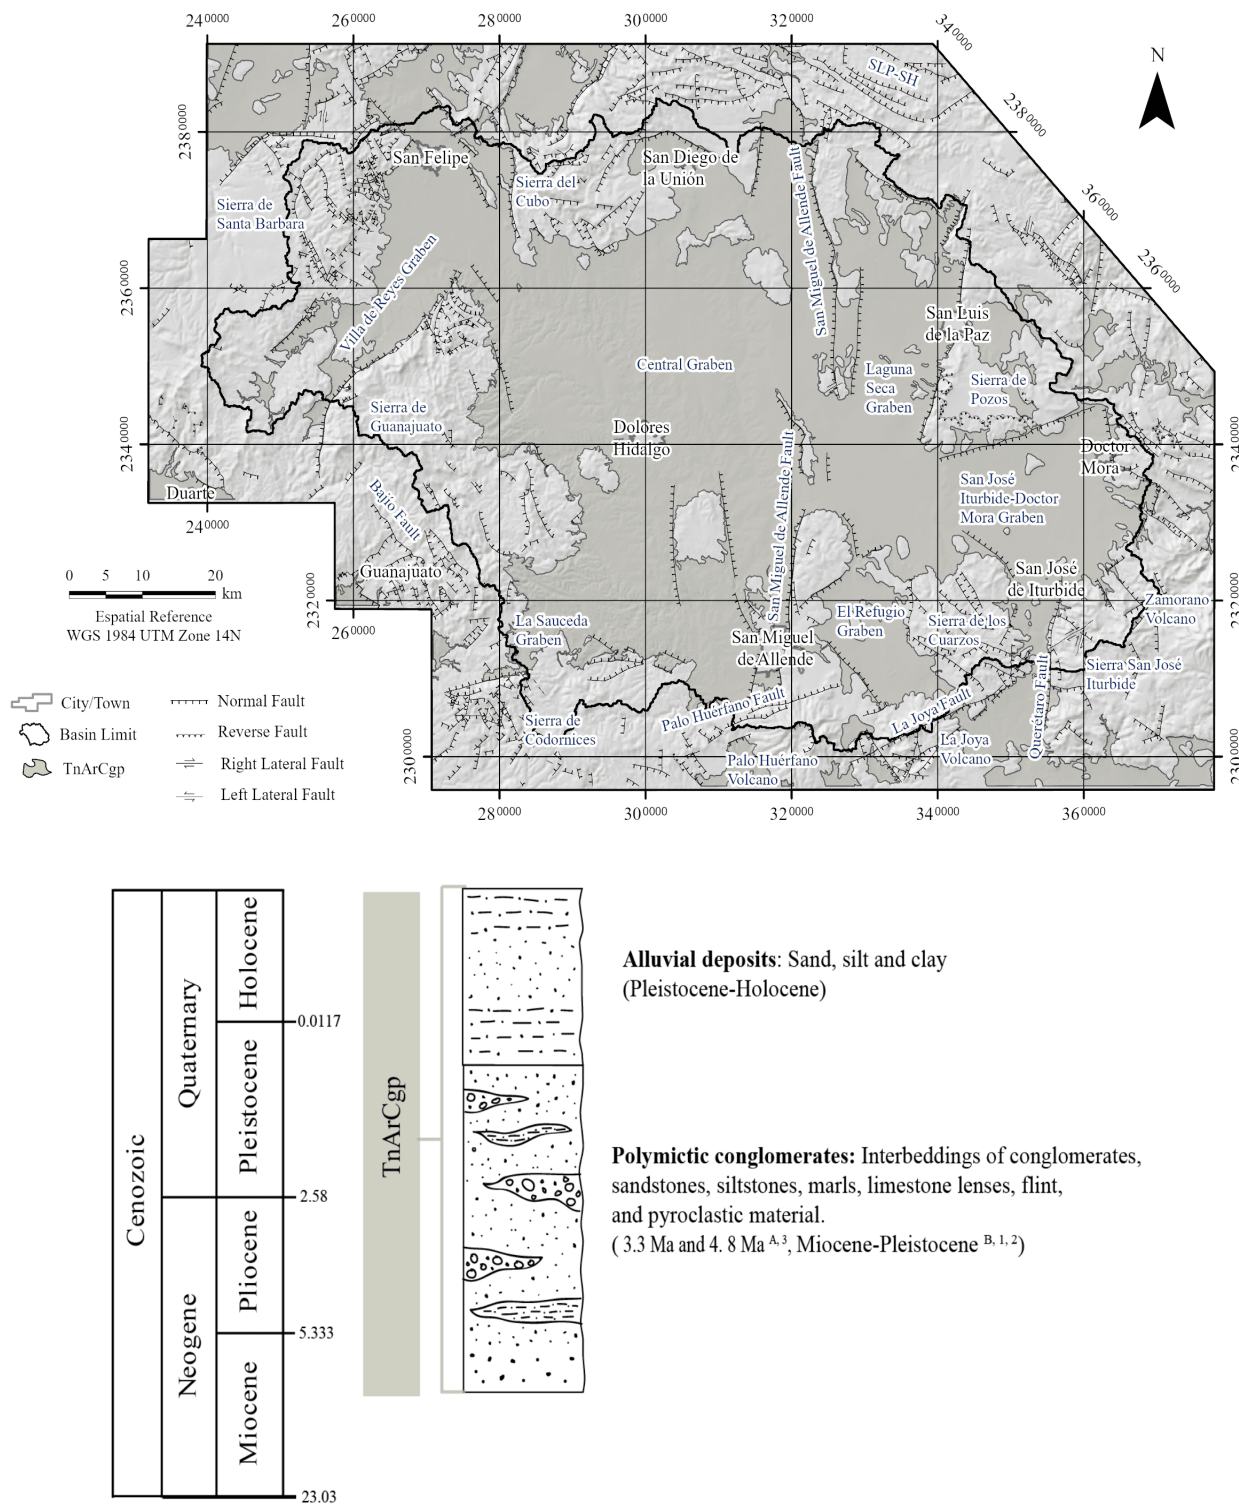 240000
260000
280000
300000
320000
340000
N
SLP-SH
2380000
2380000
San Felipe
San Diego de
la Unión
Sierra del
Cubo
Sierra de
Santa Barbara
San Miguel de Allende Fault
360000
Villa de Reyes Graben
2360000
2360000
San Luis
de la Paz
Central Graben
Laguna
Seca
Graben
Sierra de
Pozos
Sierra de
Guanajuato
Dolores
Hidalgo
2340000
2340000
Doctor
Mora
San Miguel de Allende Fault
San José
Iturbide-Doctor
Mora Graben
Duarte
Bajío Fault
240000
Guanajuato
San José
de Iturbide
0 5 10 20 km
Espatial Reference
WGS 1984 UTM Zone 14N
2320000
2320000
260000
La Sauceda
Graben
El Refugio
Graben
Sierra de los
Cuarzos
Zamorano
Volcano
San Miguel
de Allende
Sierra San José
Iturbide
City/Town
Normal Fault
Basin Limit
Reverse Fault
TnArCgp
Right Lateral Fault
Left Lateral Fault
Sierra de
Codornices
Palo Huérfano Fault
La Joya Fault
Querétaro Fault
La Joya
Volcano
Palo Huérfano
Volcano
2300000
2300000
280000
300000
320000
340000
360000
Cenozoic
Quaternary
Neogene
Holocene
Pleistocene
Pliocene
Miocene
0.0117
2.58
5.333
23.03
TnArCgp
Alluvial deposits: Sand, silt and clay
(Pleistocene-Holocene)
Polymictic conglomerates: Interbeddings of conglomerates,
sandstones, siltstones, marls, limestone lenses, flint,
and pyroclastic material.
( 3.3 Ma and 4. 8 Ma A, 3, Miocene-Pleistocene B, 1, 2)